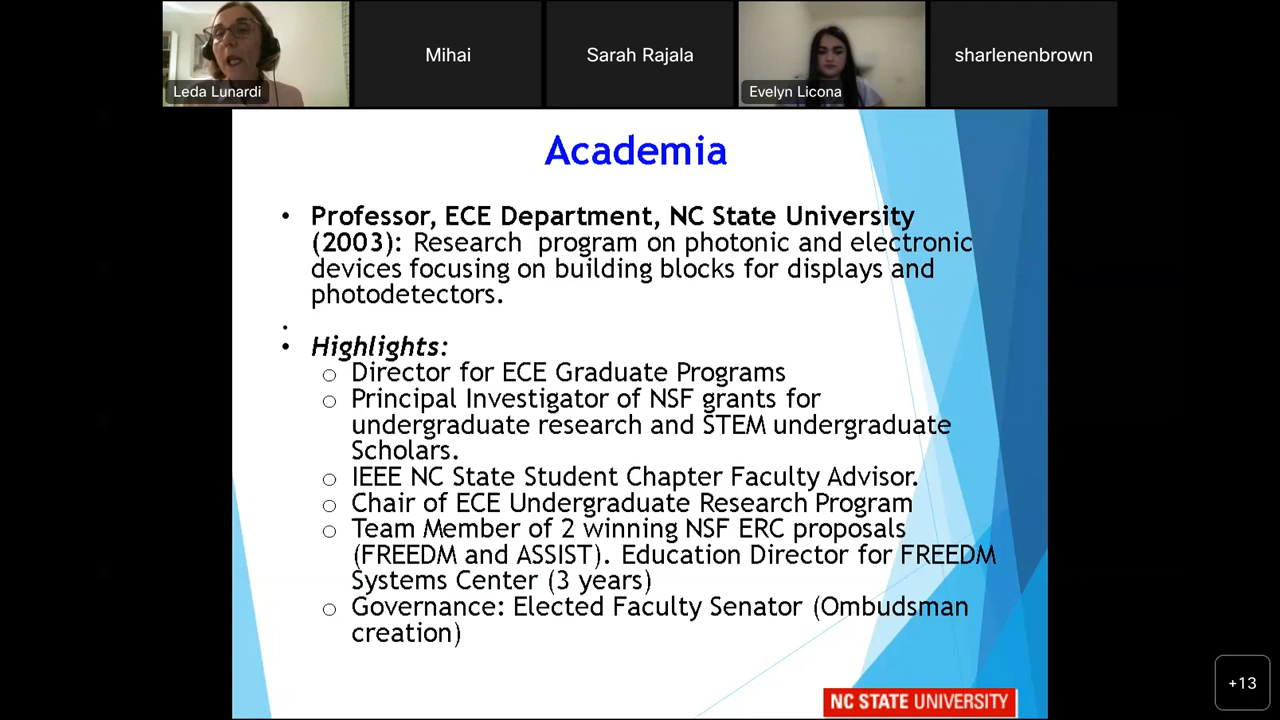 Leda Lunardi
Mihai
Sarah Rajala
Evelyn Licona
sharlenenbrown
Academia
• Professor, ECE Department, NC State University
(2003): Research program on photonic and electronic
devices focusing on building blocks for displays and
photodetectors.
•
• Highlights:
o Director for ECE Graduate Programs
o Principal Investigator of NSF grants for
undergraduate research and STEM undergraduate
Scholars.
o IEEE NC State Student Chapter Faculty Advisor.
o Chair of ECE Undergraduate Research Program
o Team Member of 2 winning NSF ERC proposals
(FREEDM and ASSIST). Education Director for FREEDM
Systems Center (3 years)
o Governance: Elected Faculty Senator (Ombudsman
creation)
NC STATE UNIVERSITY
+13